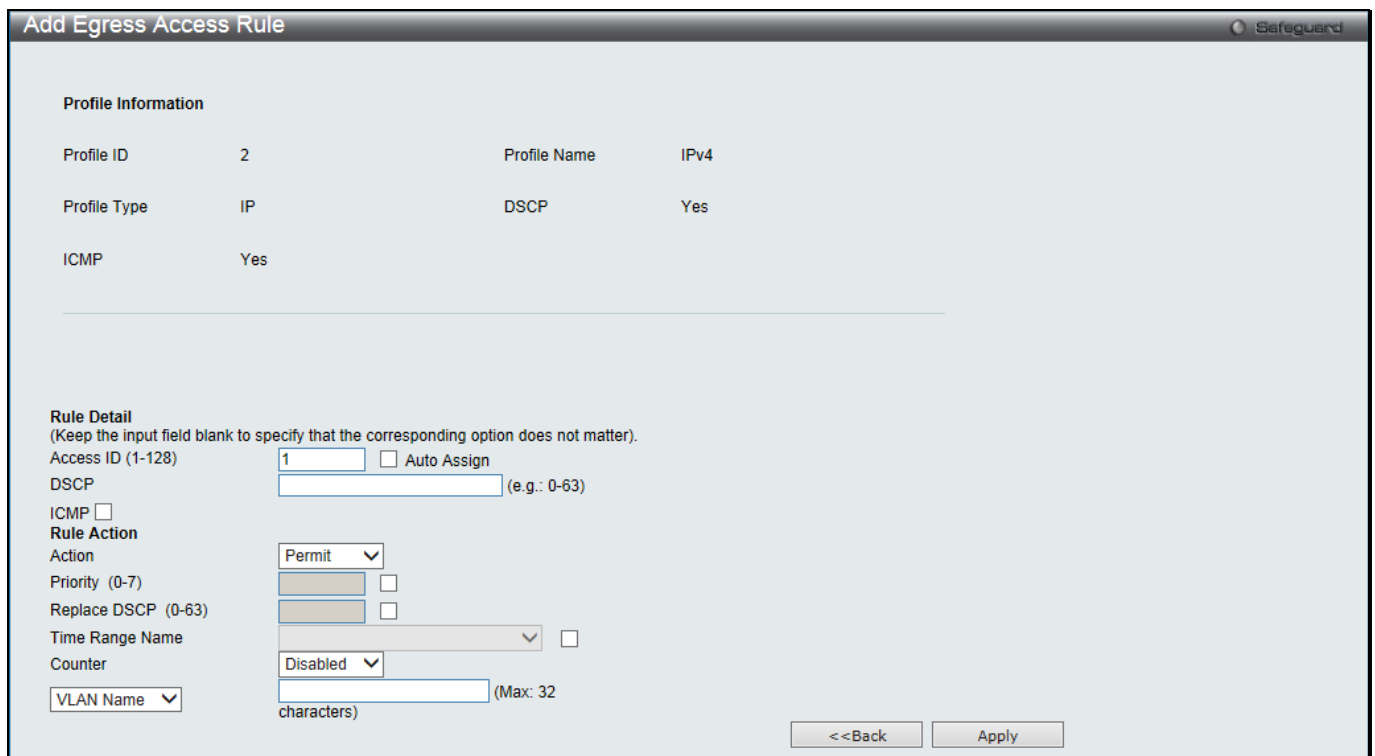 Add Egress Access Rule
Safeguard
Profile Information
Profile ID 2 Profile Name IPv4
Profile Type IP DSCP Yes
ICMP Yes
Rule Detail
(Keep the input field blank to specify that the corresponding option does not matter).
Access ID (1-128) 1 Auto Assign
DSCP (e.g.: 0-63)
ICMP
Rule Action
Action Permit
Priority (0-7)
Replace DSCP (0-63)
Time Range Name
Counter Disabled
VLAN Name (Max: 32
characters)
<<Back Apply